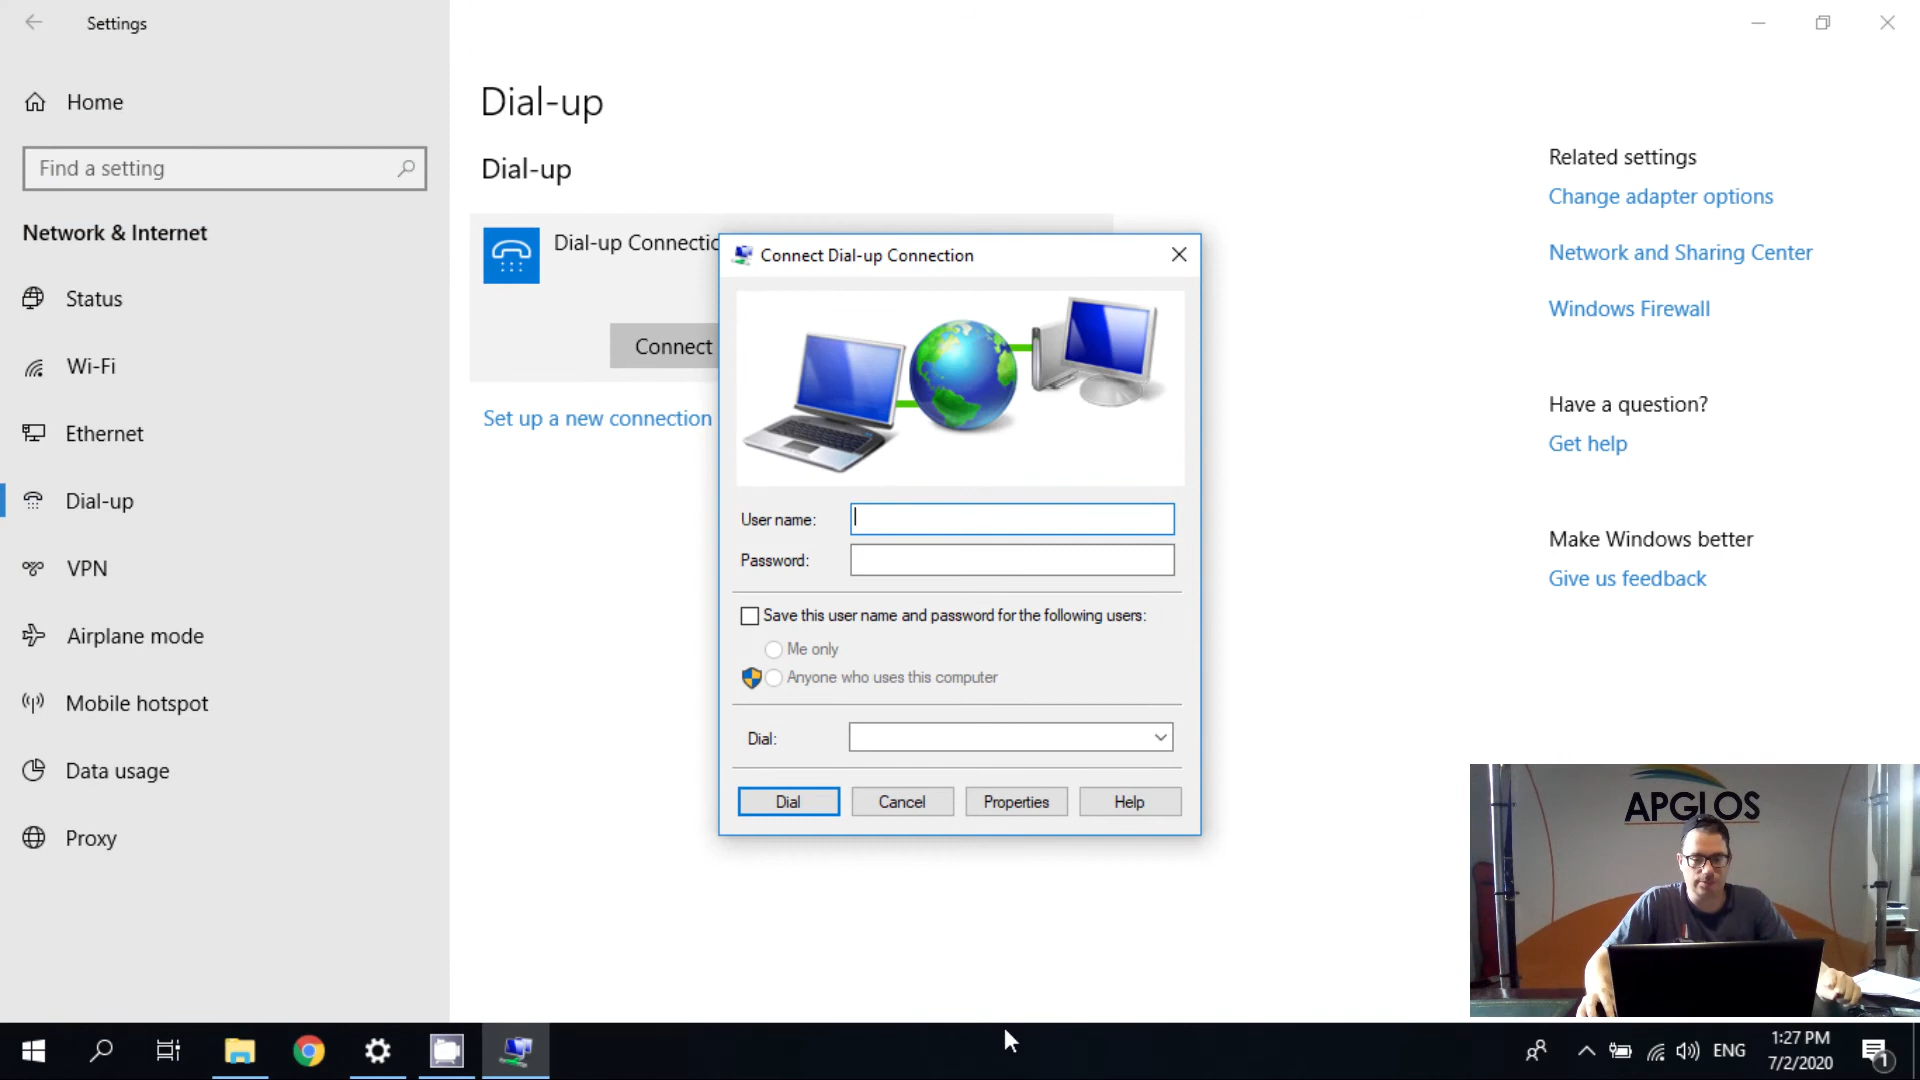 Settings
Home
Find a setting
Network & Internet
Status
Wi-Fi
Ethernet
Dial-up
VPN
Airplane mode
Mobile hotspot
Data usage
Proxy
Dial-up
Dial-up
Dial-up Connectio
Connect
Set up a new connection
Connect Dial-up Connection
User name:
Password:
Save this user name and password for the following users:
Me only
Anyone who uses this computer
Dial:
Dial
Cancel
Properties
Help
Related settings
Change adapter options
Network and Sharing Center
Windows Firewall
Have a question?
Get help
Make Windows better
Give us feedback
APGLOS
ENG
1:27 PM
7/2/2020
1